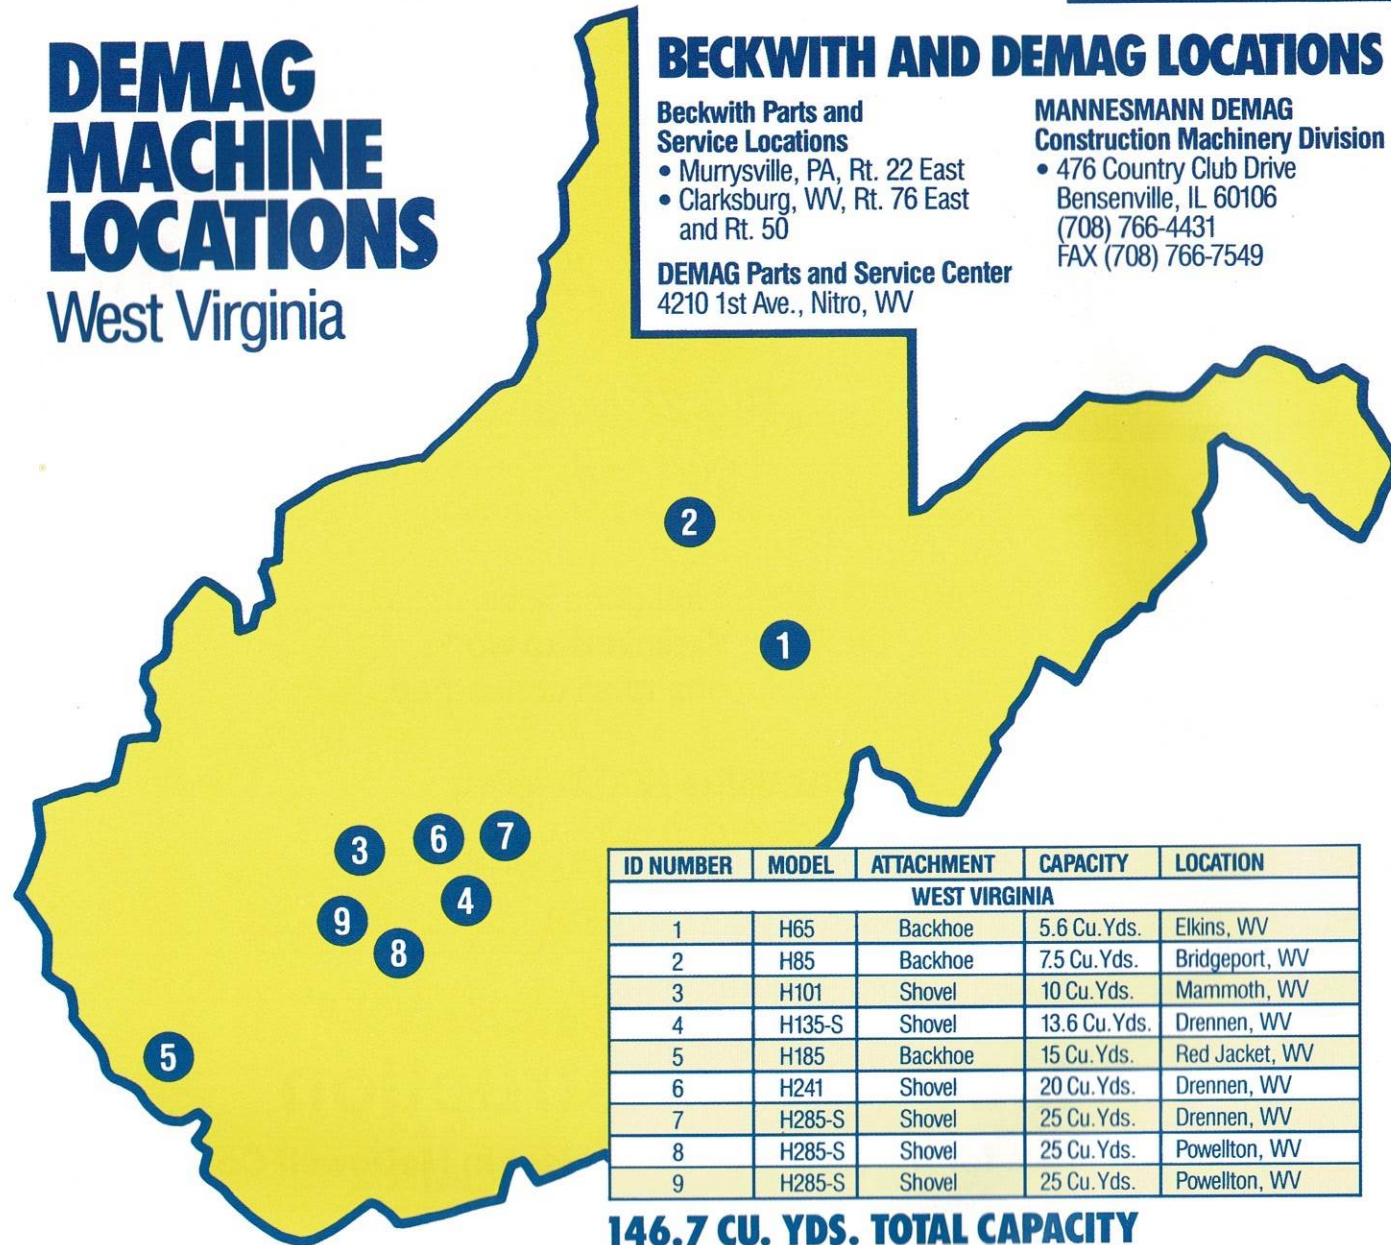 DEMAG
MACHINE
LOCATIONS
West Virginia
BECKWITH AND DEMAG LOCATIONS
Beckwith Parts and
Service Locations
• Murrysville, PA, Rt. 22 East
• Clarksburg, WV, Rt. 76 East
and Rt. 50
DEMAG Parts and Service Center
4210 1st Ave., Nitro, WV
MANNESMANN DEMAG
Construction Machinery Division
• 476 Country Club Drive
Bensenville, IL 60106
(708) 766-4431
FAX (708) 766-7549
2
1
3
6
7
9
4
8
5
ID NUMBER MODEL ATTACHMENT CAPACITY LOCATION
WEST VIRGINIA
1 H65 Backhoe 5.6 Cu.Yds. Elkins, WV
2 H85 Backhoe 7.5 Cu.Yds. Bridgeport, WV
3 H101 Shovel 10 Cu.Yds. Mammoth, WV
4 H135-S Shovel 13.6 Cu.Yds. Drennen, WV
5 H185 Backhoe 15 Cu.Yds. Red Jacket, WV
6 H241 Shovel 20 Cu.Yds. Drennen, WV
7 H285-S Shovel 25 Cu.Yds. Drennen, WV
8 H285-S Shovel 25 Cu.Yds. Powellton, WV
9 H285-S Shovel 25 Cu.Yds. Powellton, WV
146.7 CU. YDS. TOTAL CAPACITY